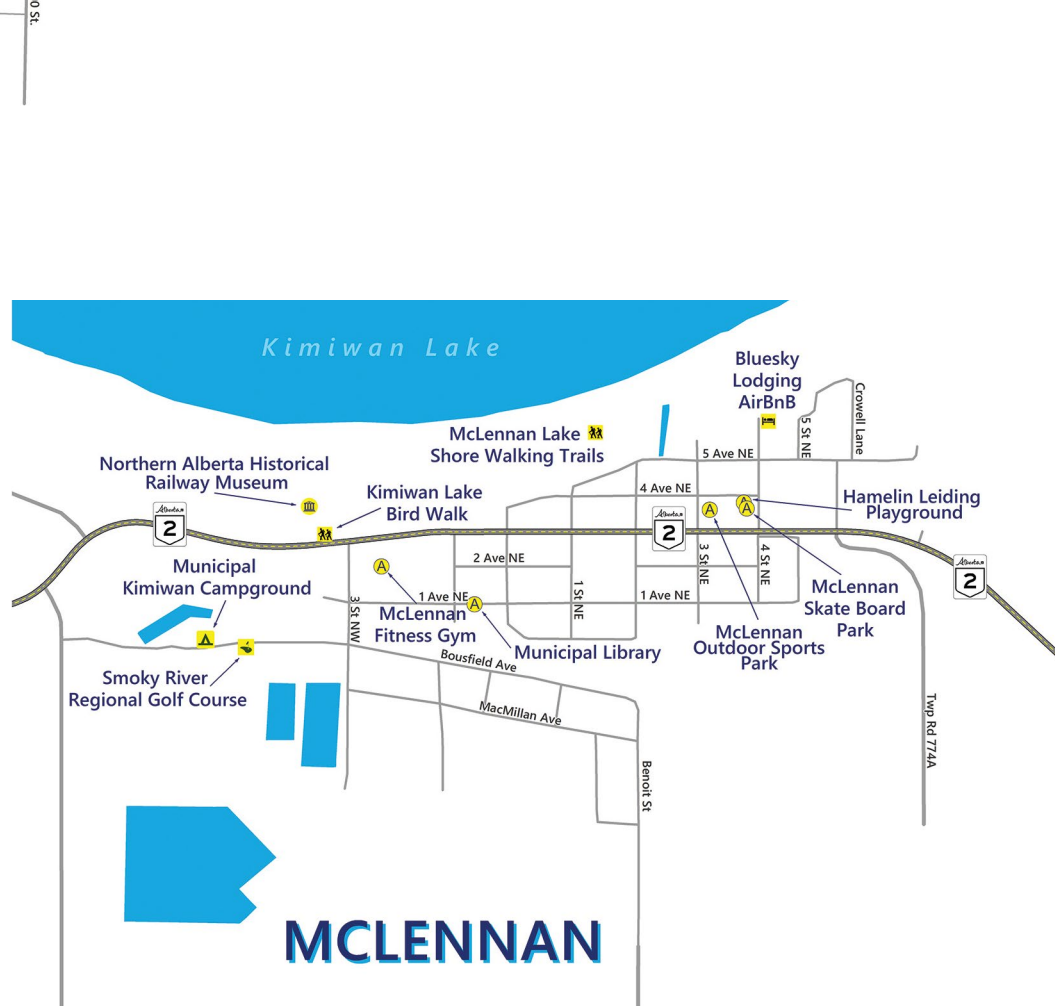 0 St.
Kimiwan Lake
Bluesky
Lodging
AirBnB
Crowell Lane
5 St NE
McLennan Lake
Shore Walking Trails
5 Ave NE
Northern Alberta Historical
Railway Museum
Kimiwan Lake
Bird Walk
4 Ave NE
Hamelin Leiding
Playground
A
A
A
Alberta
2
Alberta
2
Alberta
2
Municipal
Kimiwan Campground
2 Ave NE
3 St NE
4 St NE
A
McLennan
Fitness Gym
1 Ave NE
A
3 St NW
1 St NE
1 Ave NE
McLennan
Skate Board
Park
McLennan
Outdoor Sports
Park
Municipal Library
Bousfield Ave
Smoky River
Regional Golf Course
MacMillan Ave
Twp Rd 774A
Benoit St
MCLENNAN